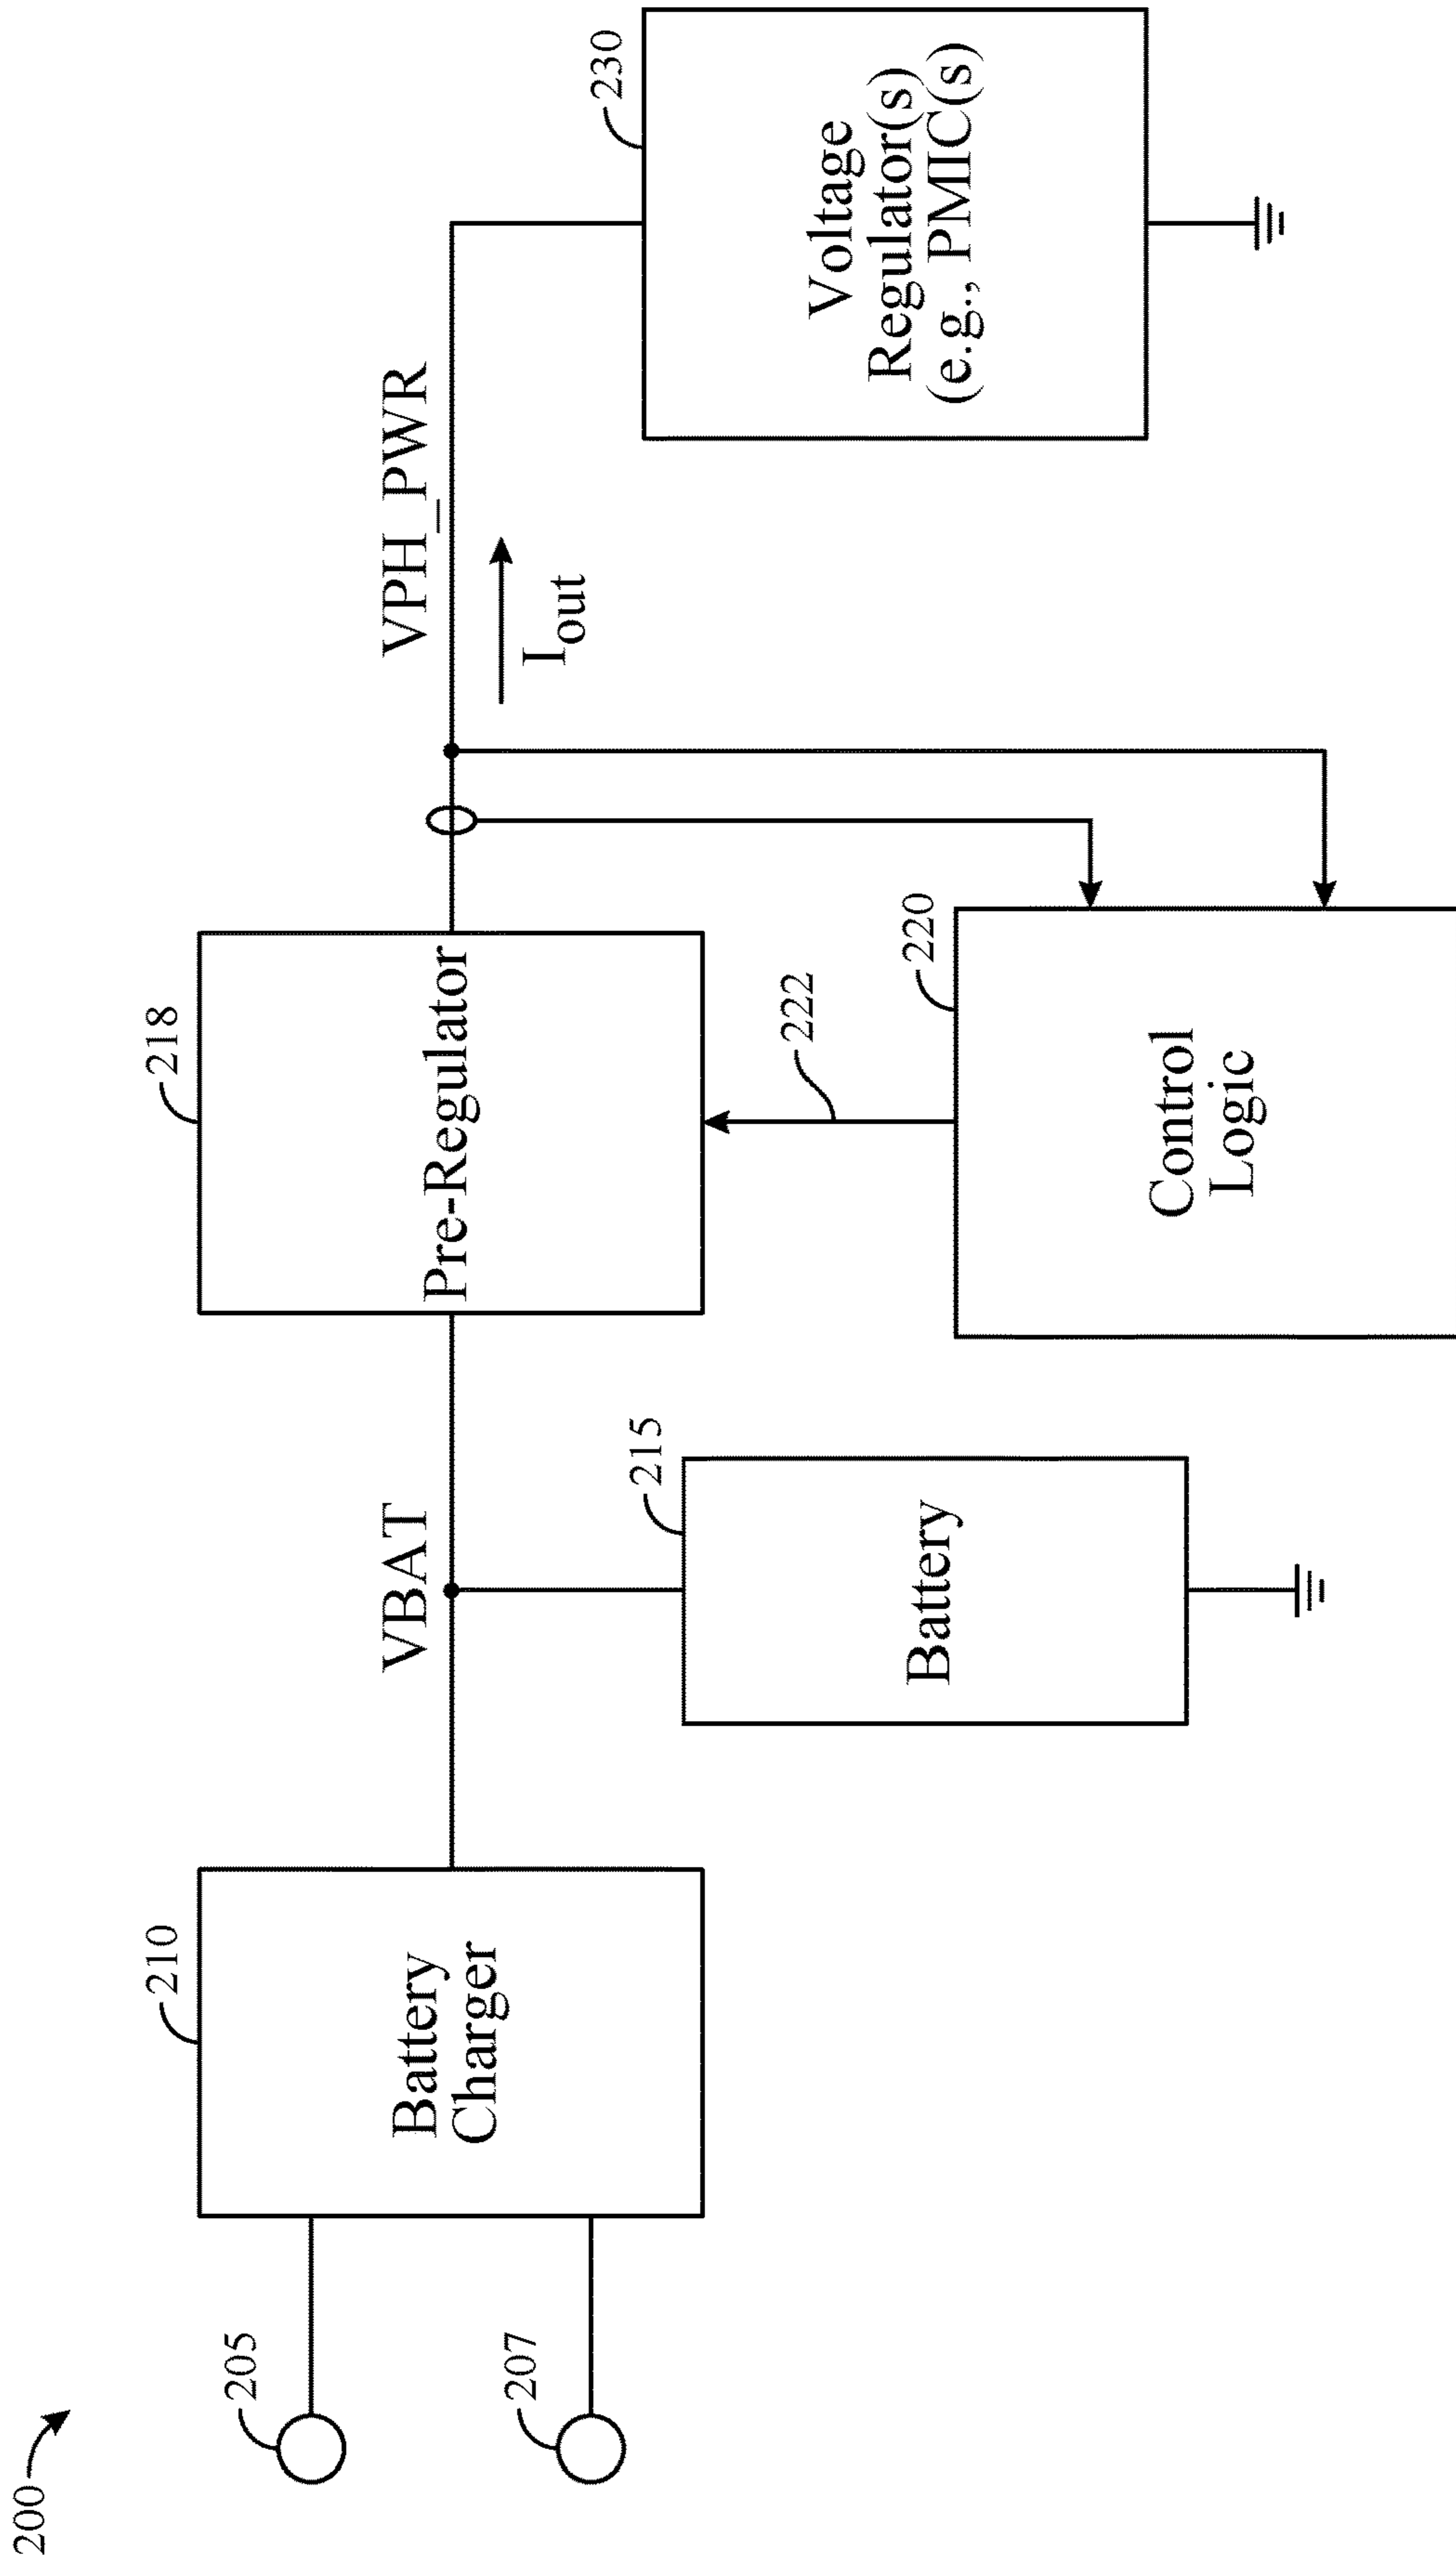 200
205
207
210
Battery
Charger
VBAT
215
Battery
218
Pre-Regulator
222
220
Control
Logic
VPH_PWR
Iout
230
Voltage
Regulator(s)
(e.g., PMIC(s)